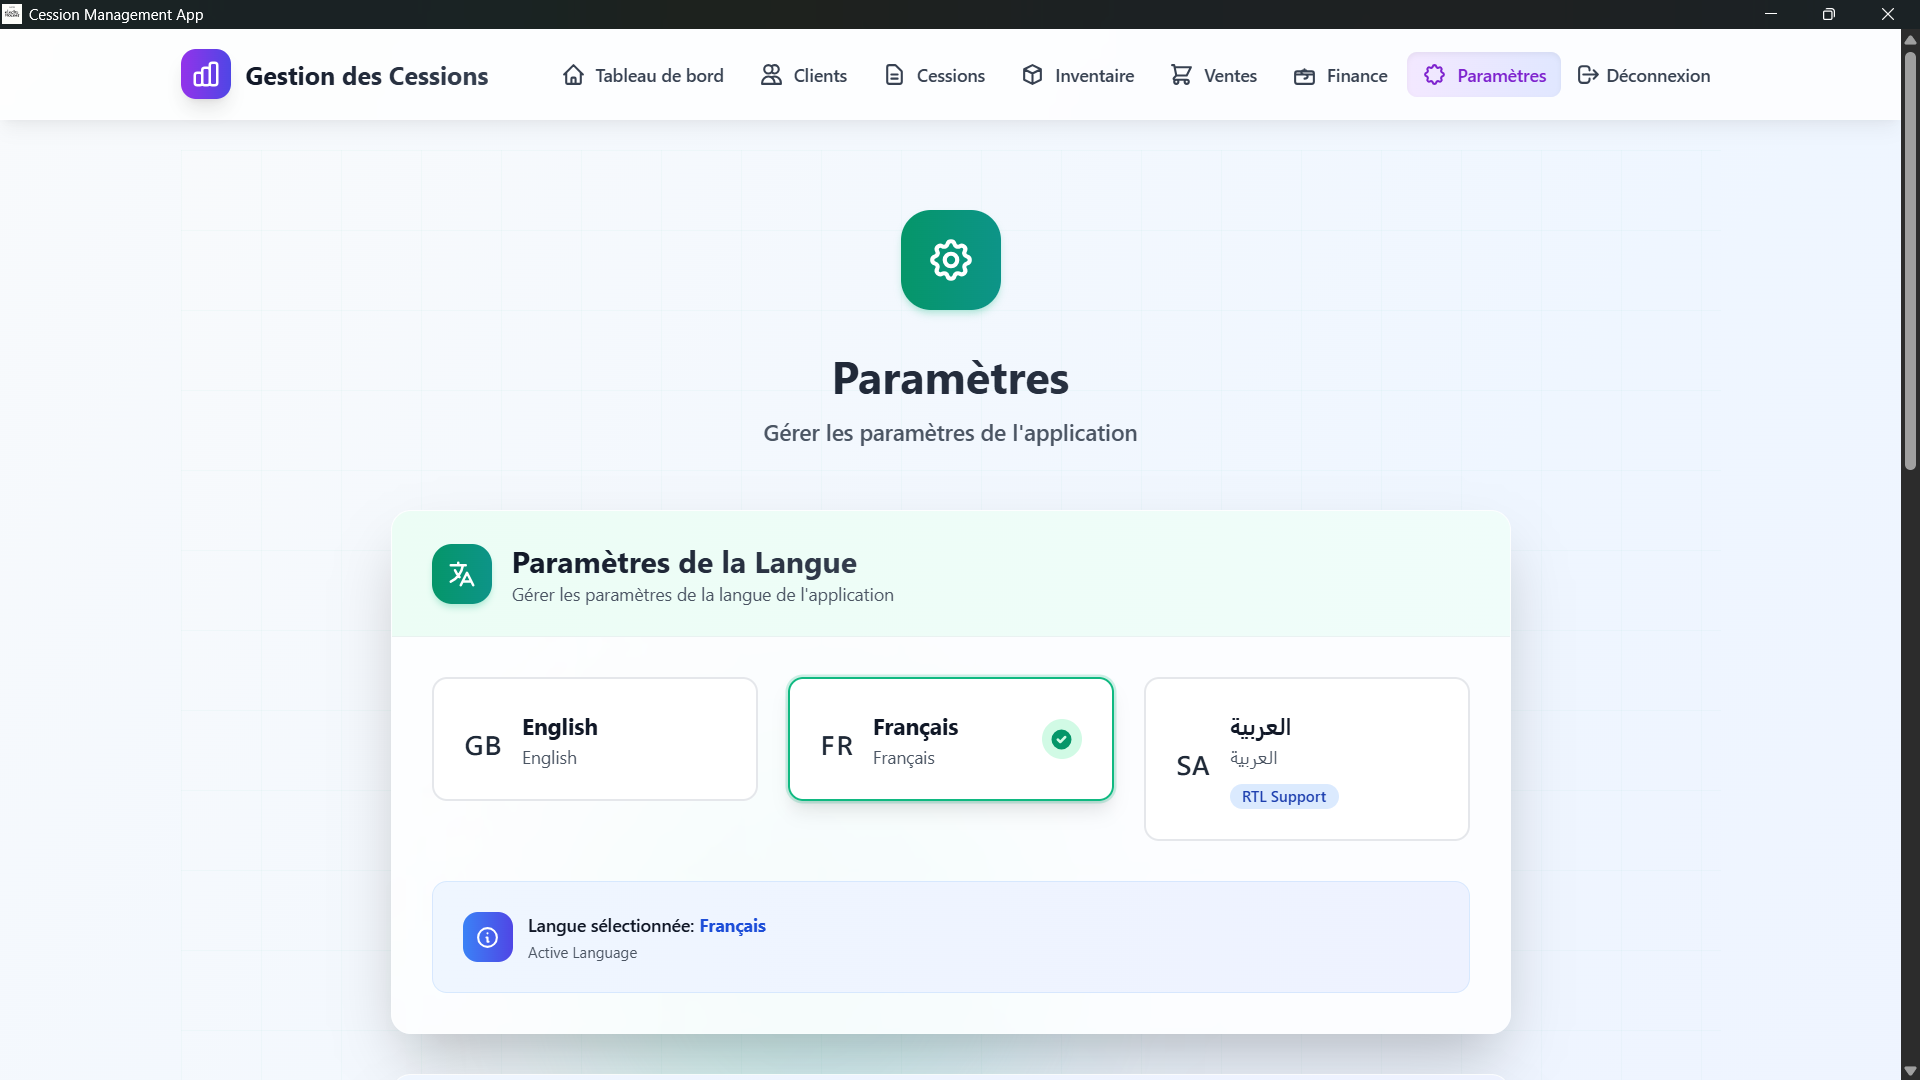 Cession Management App
Gestion des Cessions
Tableau de bord
Clients
Cessions
Inventaire
Ventes
Finance
Paramètres
Déconnexion
Paramètres
Gérer les paramètres de l'application
Paramètres de la Langue
Gérer les paramètres de la langue de l'application
GB
English
English
FR
Français
Français
SA
العربية
العربية
RTL Support
Langue sélectionnée: Français
Active Language